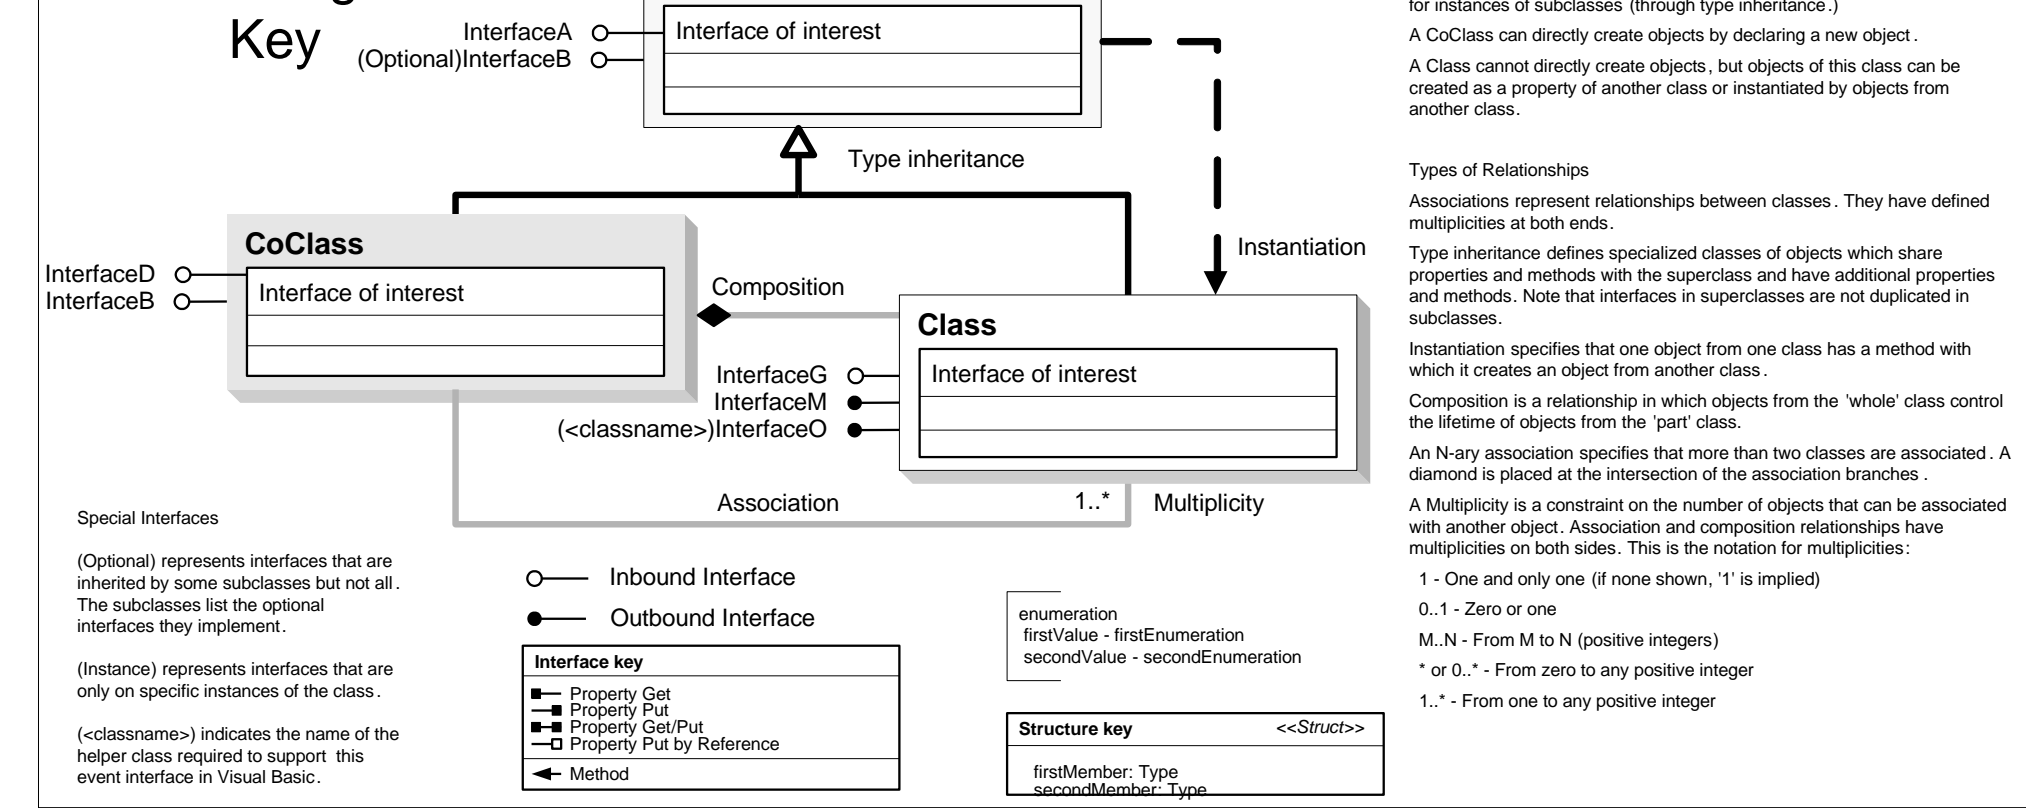 Key
InterfaceA
(Optional)InterfaceB
Interface of interest
Type inheritance
CoClass
InterfaceD
InterfaceB
Interface of interest
Composition
Instantiation
Class
InterfaceG
InterfaceM
(<classname>)InterfaceO
Interface of interest
Association
1..*
Multiplicity
Special Interfaces
(Optional) represents interfaces that are
inherited by some subclasses but not all.
The subclasses list the optional
interfaces they implement.
(Instance) represents interfaces that are
only on specific instances of the class.
(<classname>) indicates the name of the
helper class required to support this
event interface in Visual Basic.
Inbound Interface
Outbound Interface
Interface key
Property Get
Property Put
Property Get/Put
Property Put by Reference
Method
enumeration
firstValue - firstEnumeration
secondValue - secondEnumeration
Structure key <<Struct>>
firstMember: Type
secondMember: Type
for instances of subclasses (through type inheritance.)
A CoClass can directly create objects by declaring a new object.
A Class cannot directly create objects, but objects of this class can be
created as a property of another class or instantiated by objects from
another class.
Types of Relationships
Associations represent relationships between classes. They have defined
multiplicities at both ends.
Type inheritance defines specialized classes of objects which share
properties and methods with the superclass and have additional properties
and methods. Note that interfaces in superclasses are not duplicated in
subclasses.
Instantiation specifies that one object from one class has a method with
which it creates an object from another class.
Composition is a relationship in which objects from the 'whole' class control
the lifetime of objects from the 'part' class.
An N-ary association specifies that more than two classes are associated. A
diamond is placed at the intersection of the association branches.
A Multiplicity is a constraint on the number of objects that can be associated
with another object. Association and composition relationships have
multiplicities on both sides. This is the notation for multiplicities:
1 - One and only one (if none shown, '1' is implied)
0..1 - Zero or one
M..N - From M to N (positive integers)
* or 0..* - From zero to any positive integer
1..* - From one to any positive integer